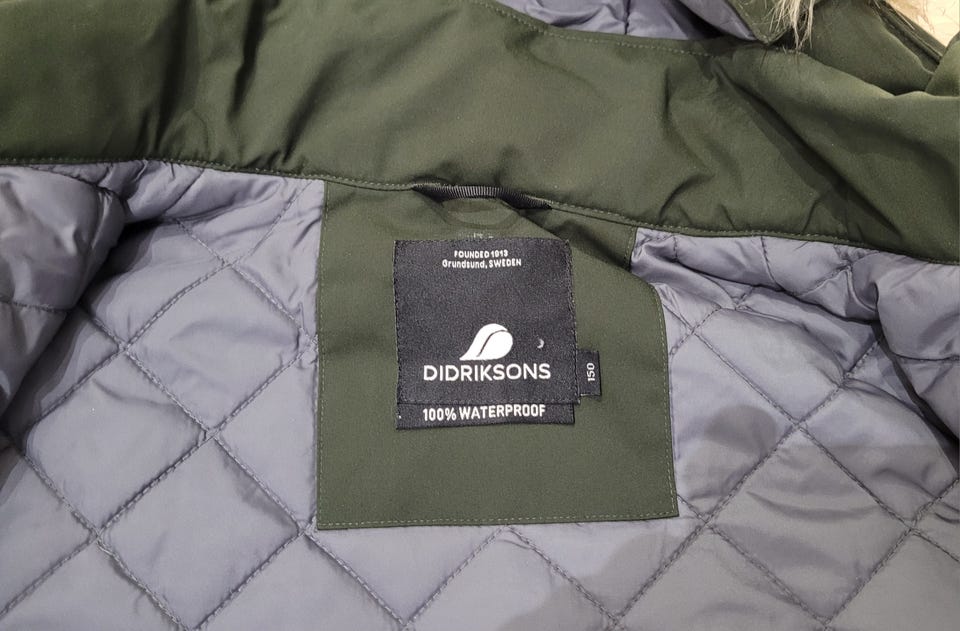 FOUNDED 1913
Grundsund, SWEDEN
DIDRIKSONS
150
100% WATERPROOF